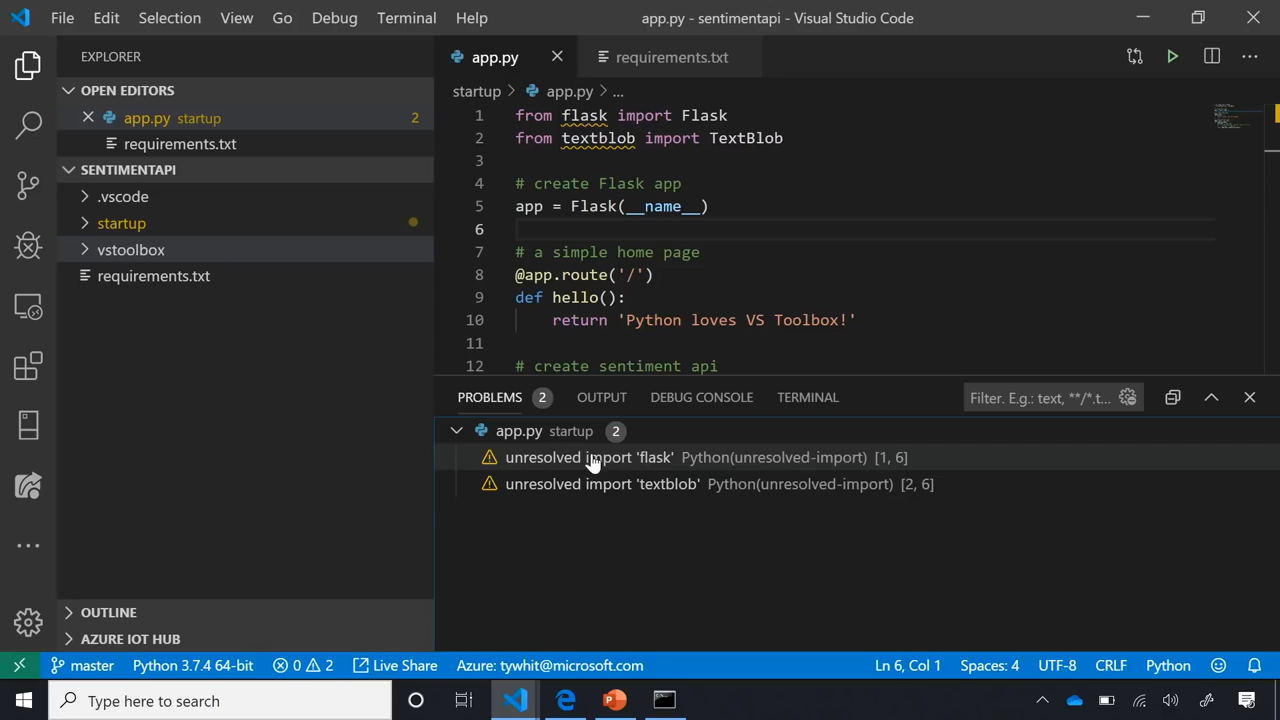 File Edit Selection View Go Debug Terminal Help app.py - sentimentapi - Visual Studio Code
EXPLORER
OPEN EDITORS
app.py startup 2
requirements.txt
SENTIMENTAPI
.vscode
startup
vstoolbox
requirements.txt
OUTLINE
AZURE IOT HUB
app.py requirements.txt
startup > app.py > ...
1 from flask import Flask
2 from textblob import TextBlob
3
4 # create Flask app
5 app = Flask(__name__)
6
7 # a simple home page
8 @app.route('/')
9 def hello():
10 return 'Python loves VS Toolbox!'
11
12 # create sentiment api
PROBLEMS 2 OUTPUT DEBUG CONSOLE TERMINAL Filter. E.g.: text, **/*.t...
app.py startup 2
unresolved import 'flask' Python(unresolved-import) [1, 6]
unresolved import 'textblob' Python(unresolved-import) [2, 6]
master Python 3.7.4 64-bit 0 2 Live Share Azure: tywhit@microsoft.com Ln 6, Col 1 Spaces: 4 UTF-8 CRLF Python
Type here to search